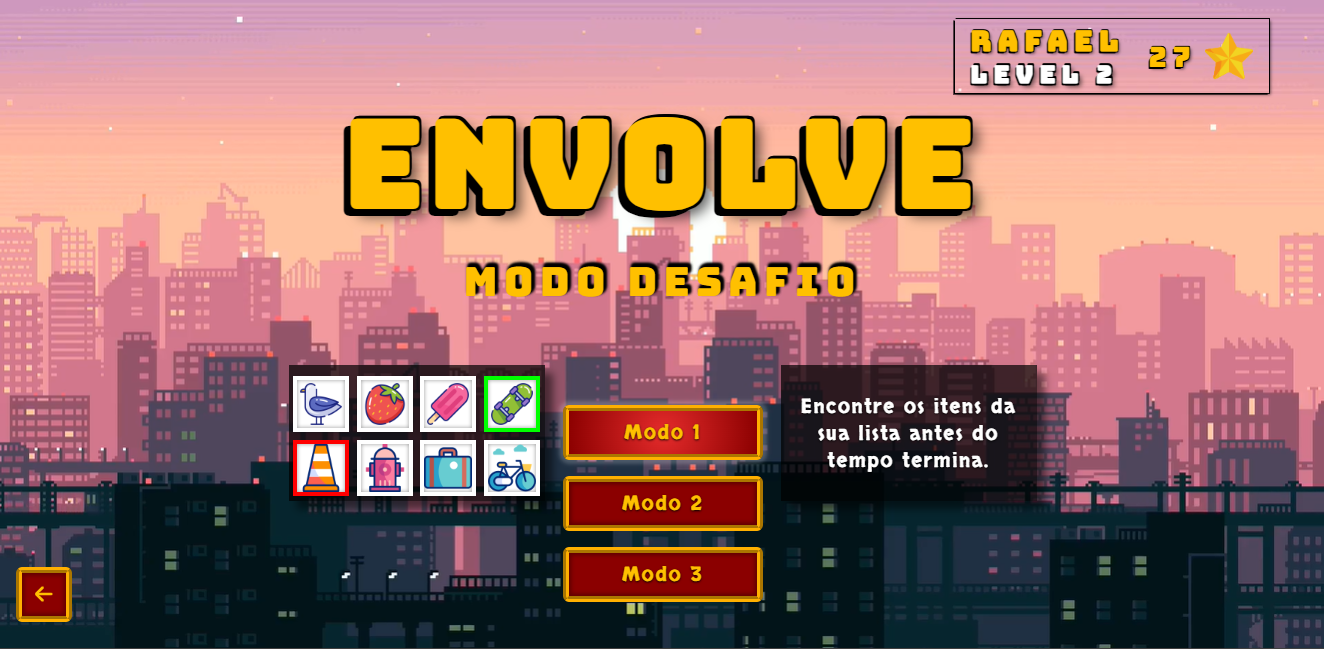 RAFAEL
LEVEL 2
27
ENVOLVE
MODO DESAFIO
Modo 1
Modo 2
Modo 3
Encontre os itens da
sua lista antes do
tempo termina.